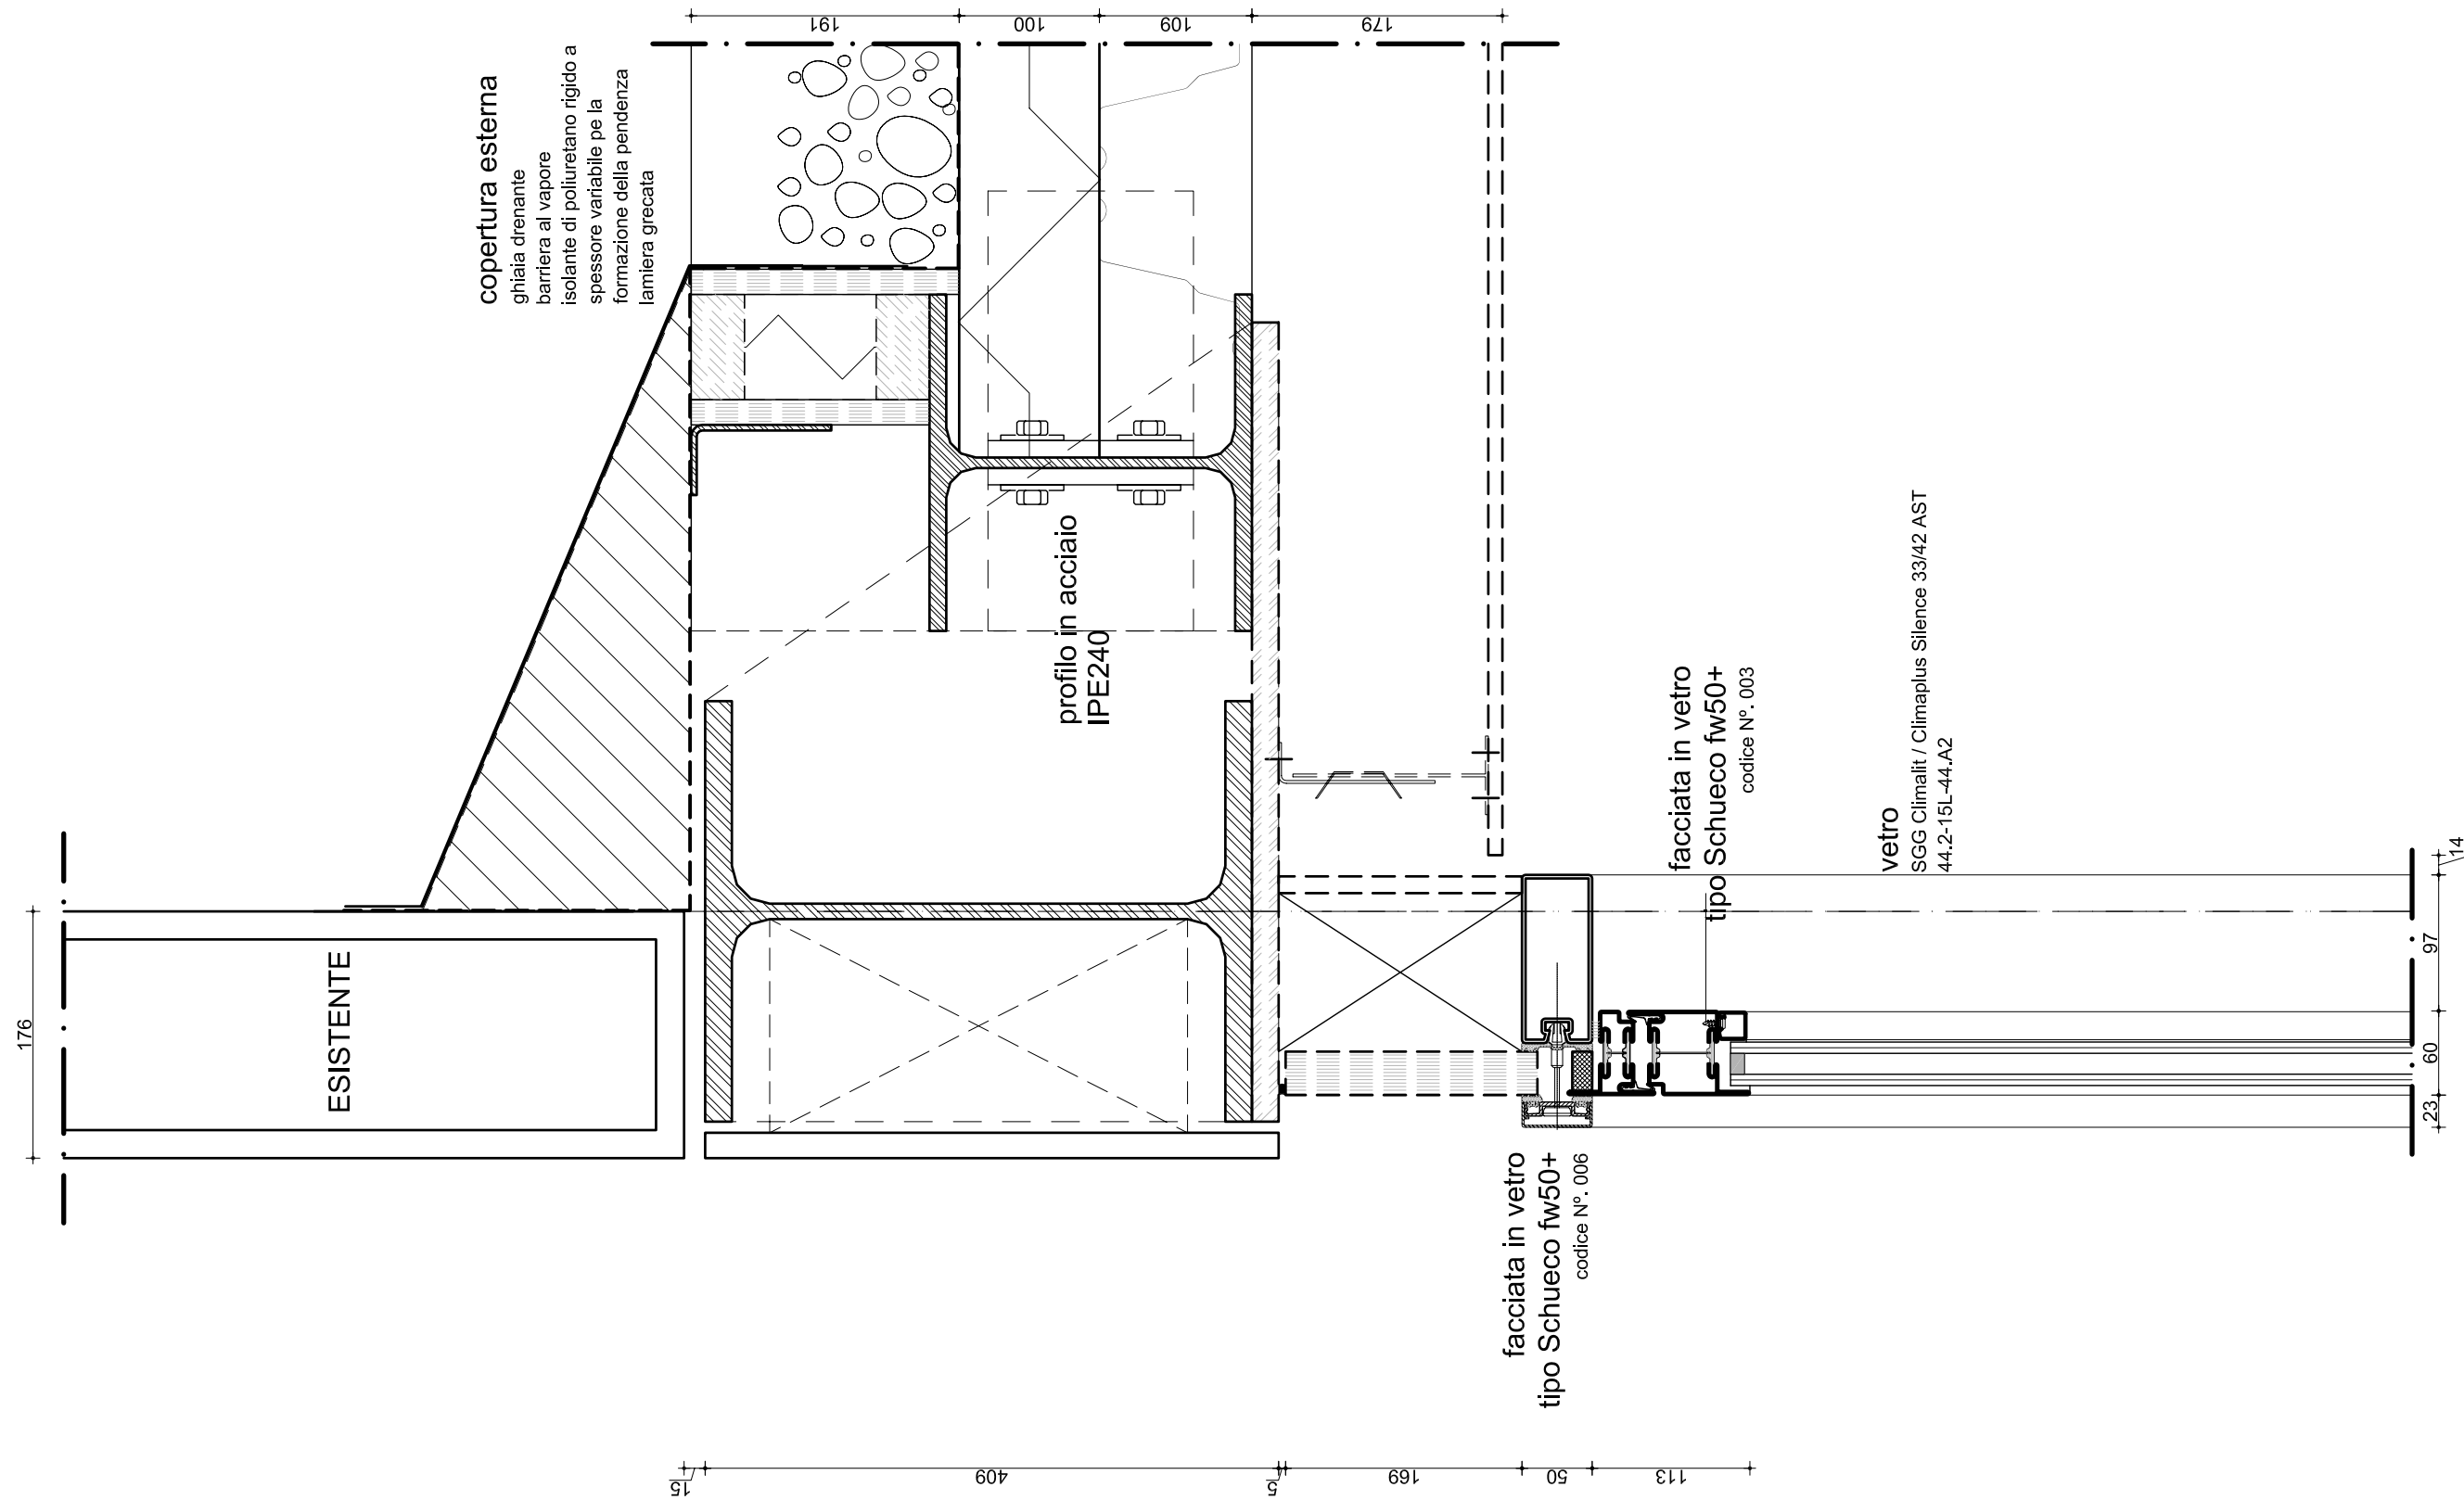 copertura esterna
ghiaia drenante
barriera al vapore
isolante di poliuretano rigido a
spessore variabile pe la
formazione della pendenza
lamiera grecata
191
100
109
179
176
ESISTENTE
profilo in acciaio
IPE240
facciata in vetro
tipo Schueco fw50+
codice Nº. 003
vetro
SGG Climalit / Climaplus Silence 33/42 AST
44.2-15L-44.A2
14
97
60
23
facciata in vetro
tipo Schueco fw50+
codice Nº. 006
15
409
5
169
50
113